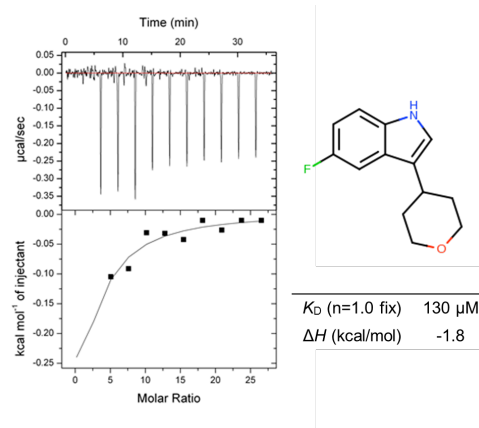 Time (min)
0 10 20 30
0.05
0.00
-0.05
-0.10
-0.15
-0.20
-0.25
-0.30
-0.35
µcal/sec
0.00
-0.05
-0.10
-0.15
-0.20
-0.25
kcal mol⁻¹ of injectant
0 5 10 15 20 25
Molar Ratio
H
N
F
O
KD (n=1.0 fix) 130 µM
ΔH (kcal/mol) -1.8